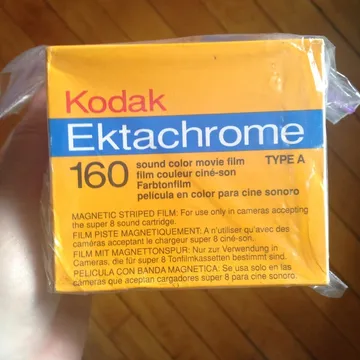 Kodak
Ektachrome
160 sound color movie film TYPE A
film couleur ciné-son
Farbtonfilm
película en color para cine sonoro
MAGNETIC STRIPED FILM: For use only in cameras accepting
the super 8 sound cartridge.
FILM PISTE MAGNETIQUEMENT: A n'utiliser qu'avec des
caméras acceptant le chargeur super 8 ciné-son.
FILM MIT MAGNETTONSPUR: Nur zur Verwendung in
Cameras, die für super 8 Tonfilmkassetten bestimmt sind.
PELICULA CON BANDA MAGNETICA: Se usa solo en las
cámaras que aceptan cargadores super 8 para cine sonoro.